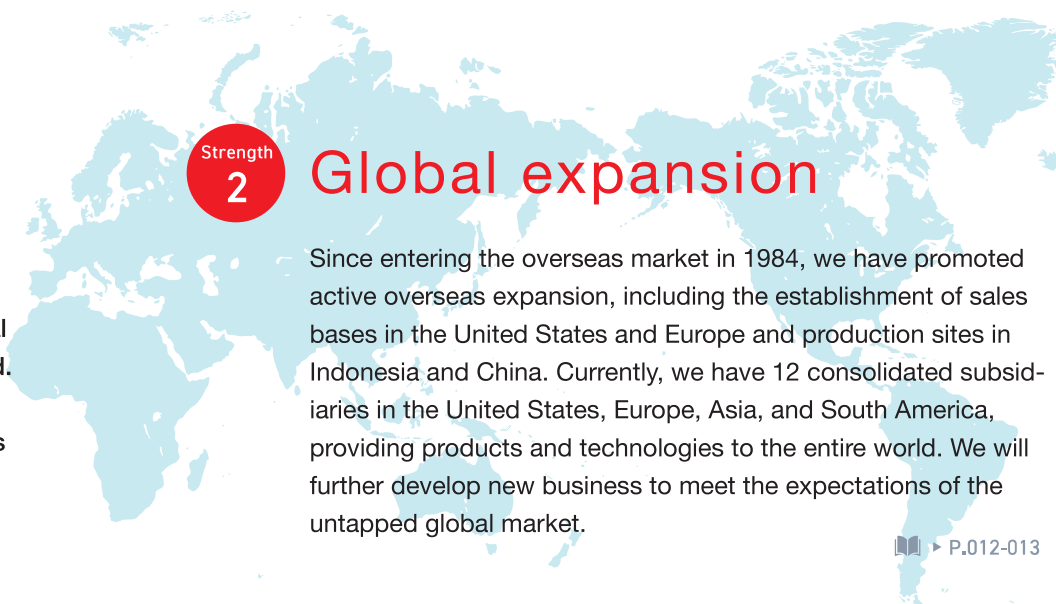 Strength
2
Global expansion
Since entering the overseas market in 1984, we have promoted
active overseas expansion, including the establishment of sales
bases in the United States and Europe and production sites in
Indonesia and China. Currently, we have 12 consolidated subsid-
iaries in the United States, Europe, Asia, and South America,
providing products and technologies to the entire world. We will
further develop new business to meet the expectations of the
untapped global market.
P.012-013